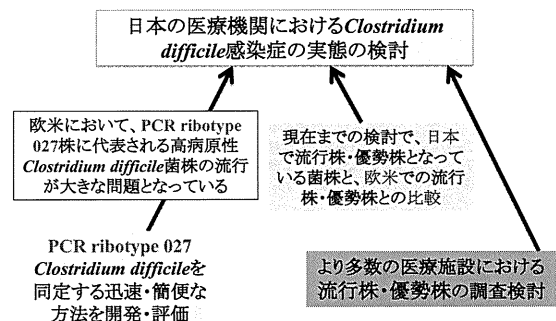 日本の医療機関におけるClostridium
difficile感染症の実態の検討
欧米において、PCR ribotype
027株に代表される高病原性
Clostridium difficile菌株の流行
が大きな問題となっている
現在までの検討で、日本
で流行株・優勢株となって
いる菌株と、欧米での流行
株・優勢株との比較
PCR ribotype 027
Clostridium difficileを
同定する迅速・簡便な
方法を開発・評価
より多数の医療施設における
流行株・優勢株の調査検討